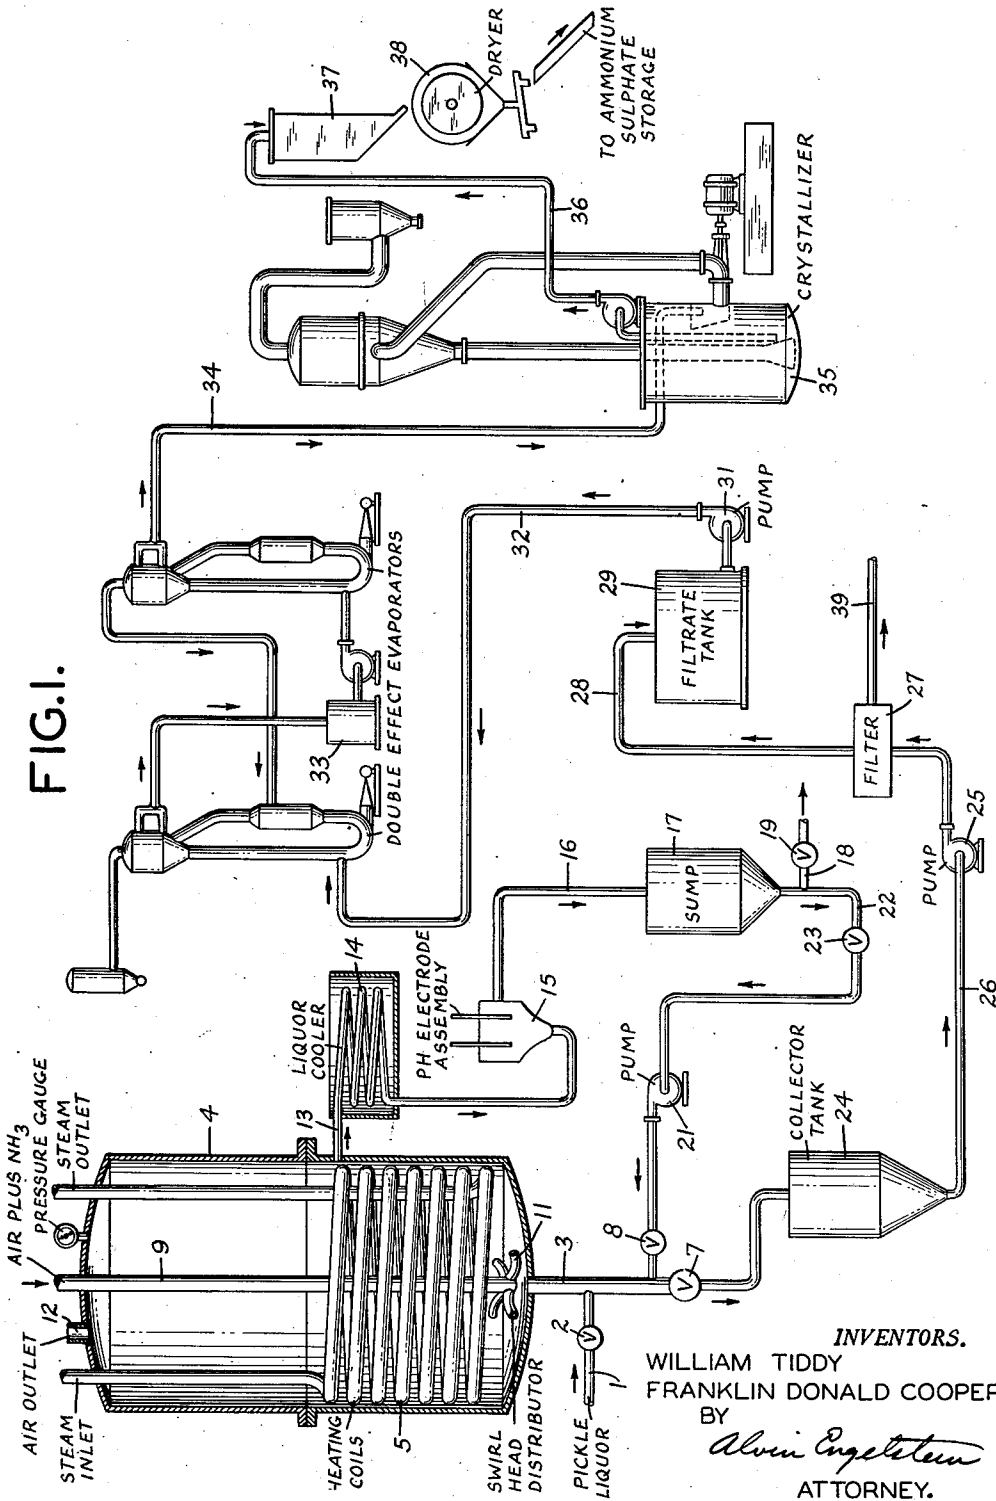 FIG.1.
AIR OUTLET
STEAM
INLET
12
AIR PLUS NH3
PRESSURE GAUGE
STEAM
OUTLET
9
4
HEATING
COILS
5
SWIRL
HEAD
DISTRIBUTOR
11
3
13
LIQUOR
COOLER
14
PH ELECTRODE
ASSEMBLY
15
16
SUMP
17
18
19
V
22
23
V
PUMP
21
8
V
7
V
2
V
1
PICKLE
LIQUOR
COLLECTOR
TANK
24
26
PUMP
25
FILTER
27
39
28
FILTRATE
TANK
29
31
PUMP
32
33
DOUBLE EFFECT EVAPORATORS
34
35
CRYSTALLIZER
36
37
38
DRYER
TO AMMONIUM
SULPHATE
STORAGE
INVENTORS.
WILLIAM TIDDY
FRANKLIN DONALD COOPER
BY
Alvin Engelstein
ATTORNEY.